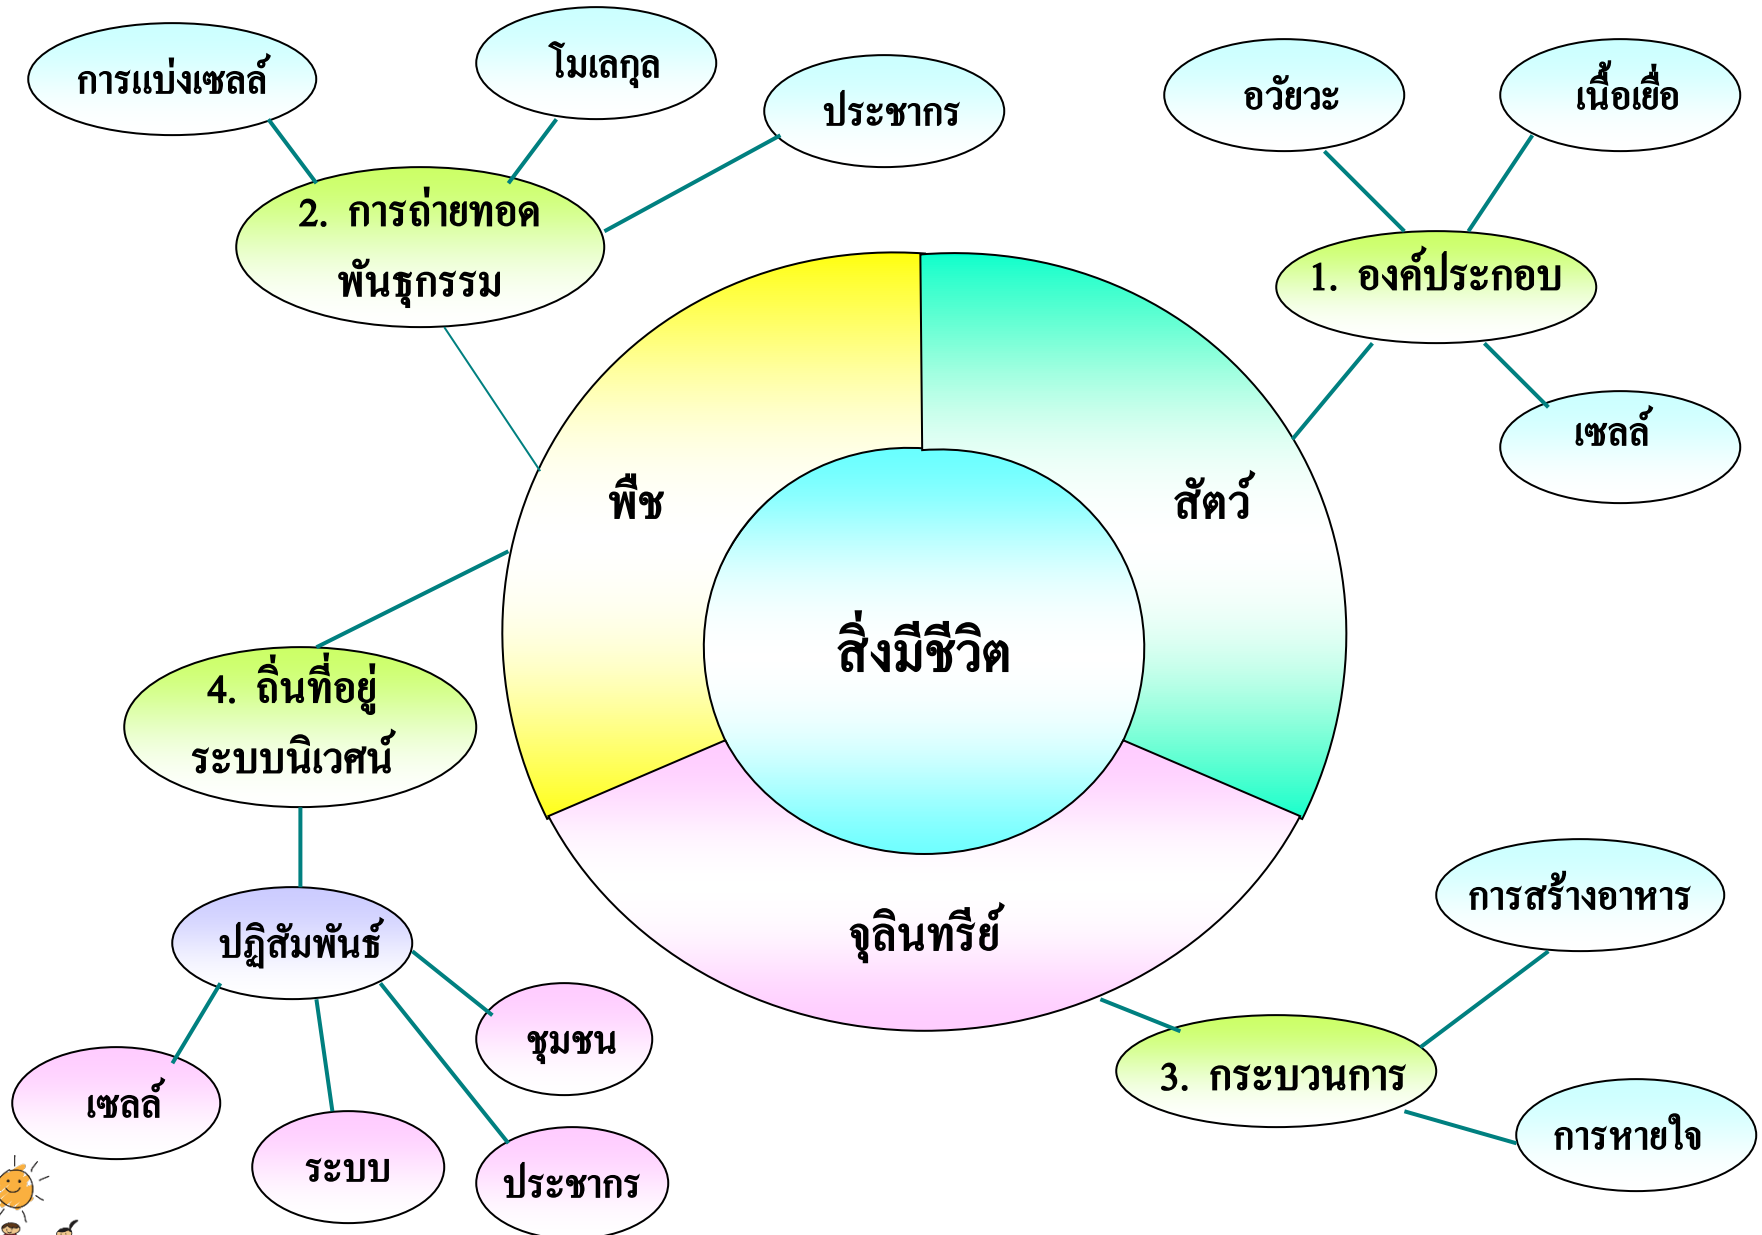 การแบ่งเซลล์
โมเลกุล
ประชากร
อวัยวะ
เนื้อเยื่อ
2. การถ่ายทอด
พันธุกรรม
1. องค์ประกอบ
เซลล์
พืช
สัตว์
สิ่งมีชีวิต
4. ถิ่นที่อยู่
ระบบนิเวศน์
จุลินทรีย์
การสร้างอาหาร
ปฏิสัมพันธ์
ชุมชน
3. กระบวนการ
เซลล์
การหายใจ
ระบบ
ประชากร